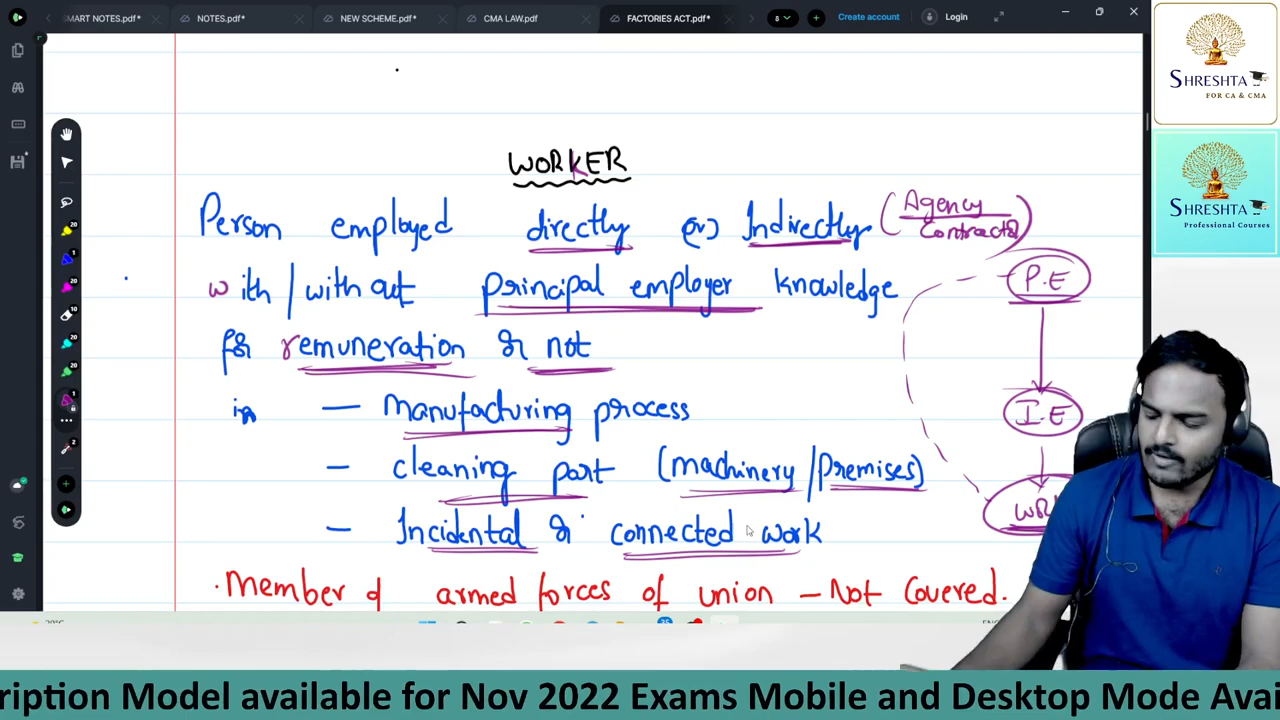 SMART NOTES.pdf*
NOTES.pdf*
NEW SCHEME.pdf*
CMA LAW.pdf
FACTORIES ACT.pdf*
8
Create account
Login
SHRESHTA
FOR CA & CMA
SHRESHTA
Professional Courses
WORKER
Person employed directly (or) Indirectly (Agency Contracts)
with/without principal employer knowledge
P.E
for remuneration or not
in — manufacturing process
I.E
— cleaning part (machinery/premises)
— Incidental or connected work
· Member of armed forces of union — Not Covered.
ription Model available for Nov 2022 Exams Mobile and Desktop Mode Avai